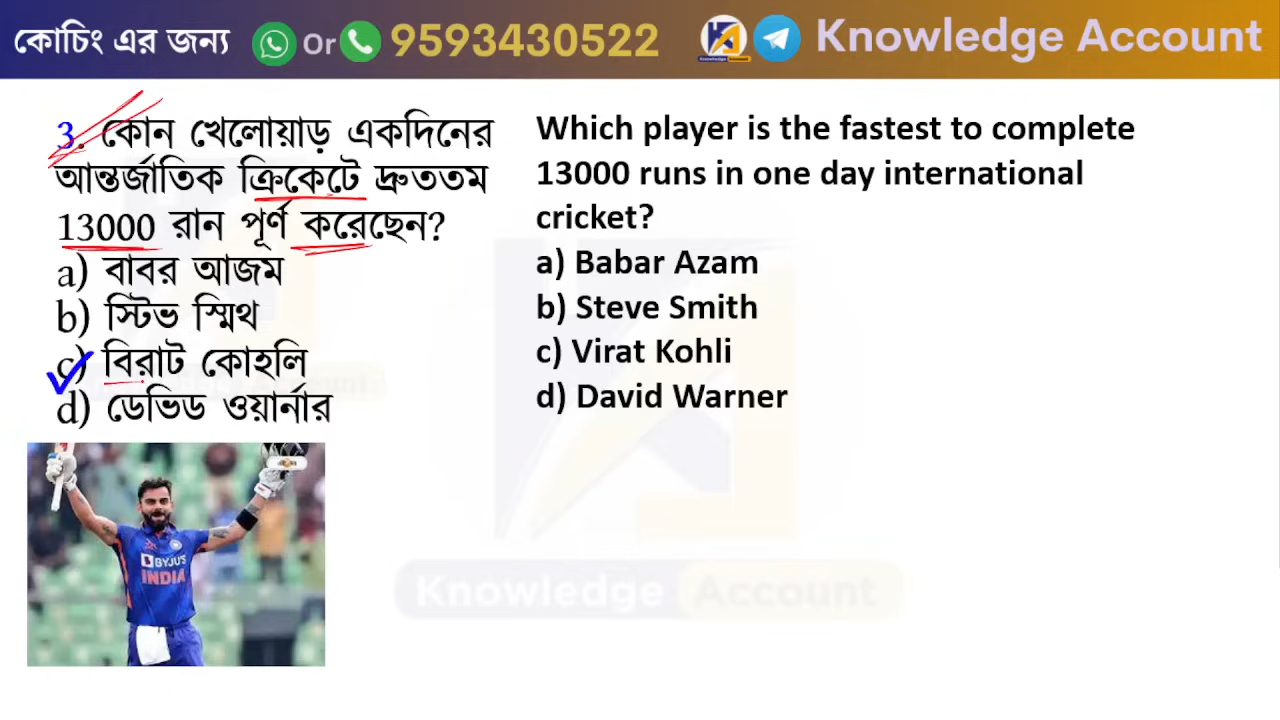 কোচিং এর জন্য Or 9593430522 Knowledge Account
3. কোন খেলোয়াড় একদিনের
আন্তর্জাতিক ক্রিকেটে দ্রুততম
13000 রান পূর্ণ করেছেন?
a) বাবর আজম
b) স্টিভ স্মিথ
c) বিরাট কোহলি
d) ডেভিড ওয়ার্নার
Which player is the fastest to complete
13000 runs in one day international
cricket?
a) Babar Azam
b) Steve Smith
c) Virat Kohli
d) David Warner
BYJU'S
INDIA
Knowledge Account